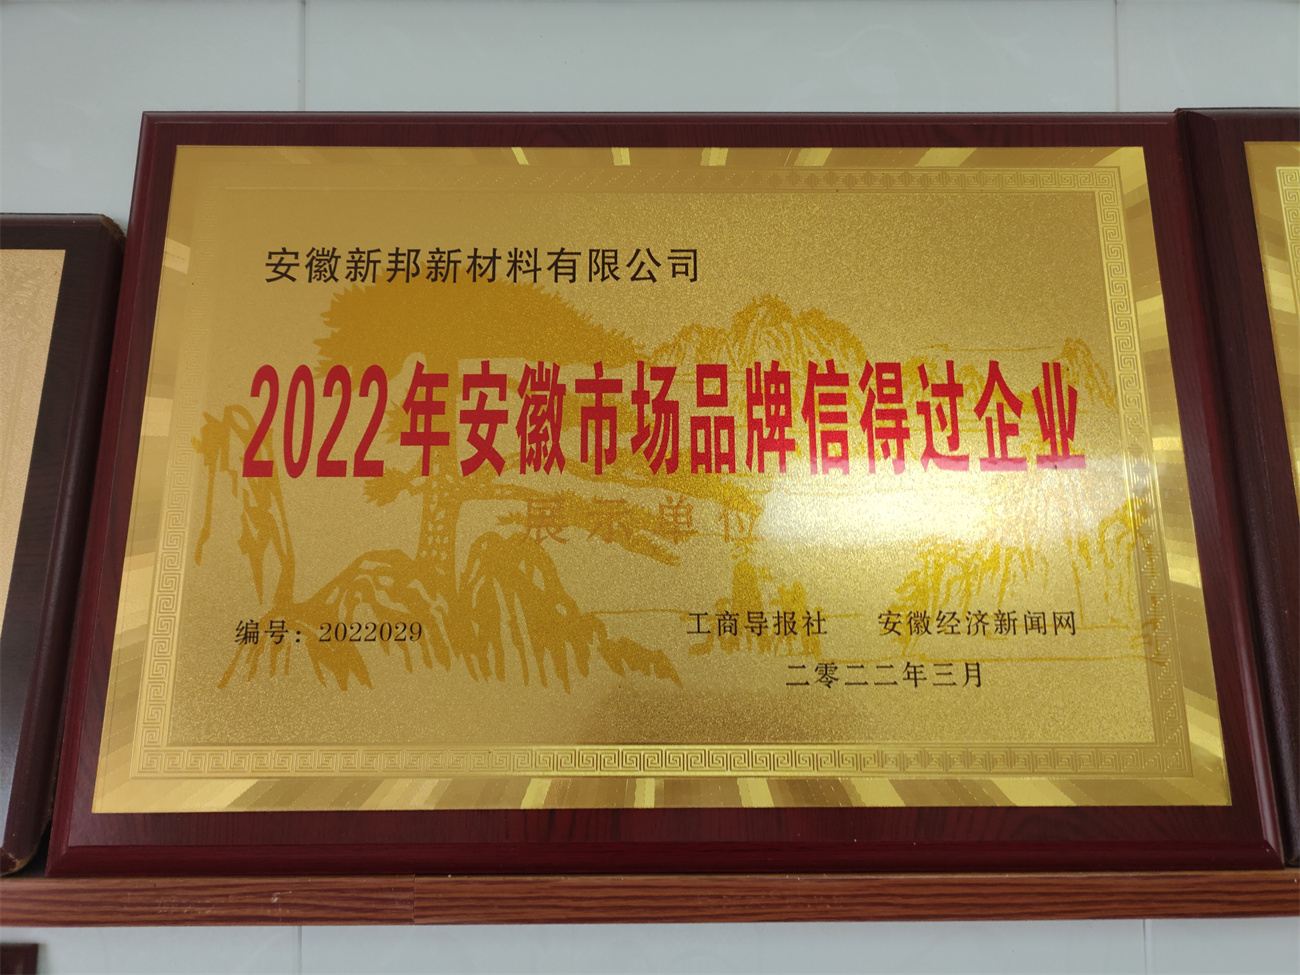 安徽新邦新材料有限公司
2022年安徽市场品牌信得过企业
展示单位
编号：2022029
工商导报社 安徽经济新闻网
二零二二年三月